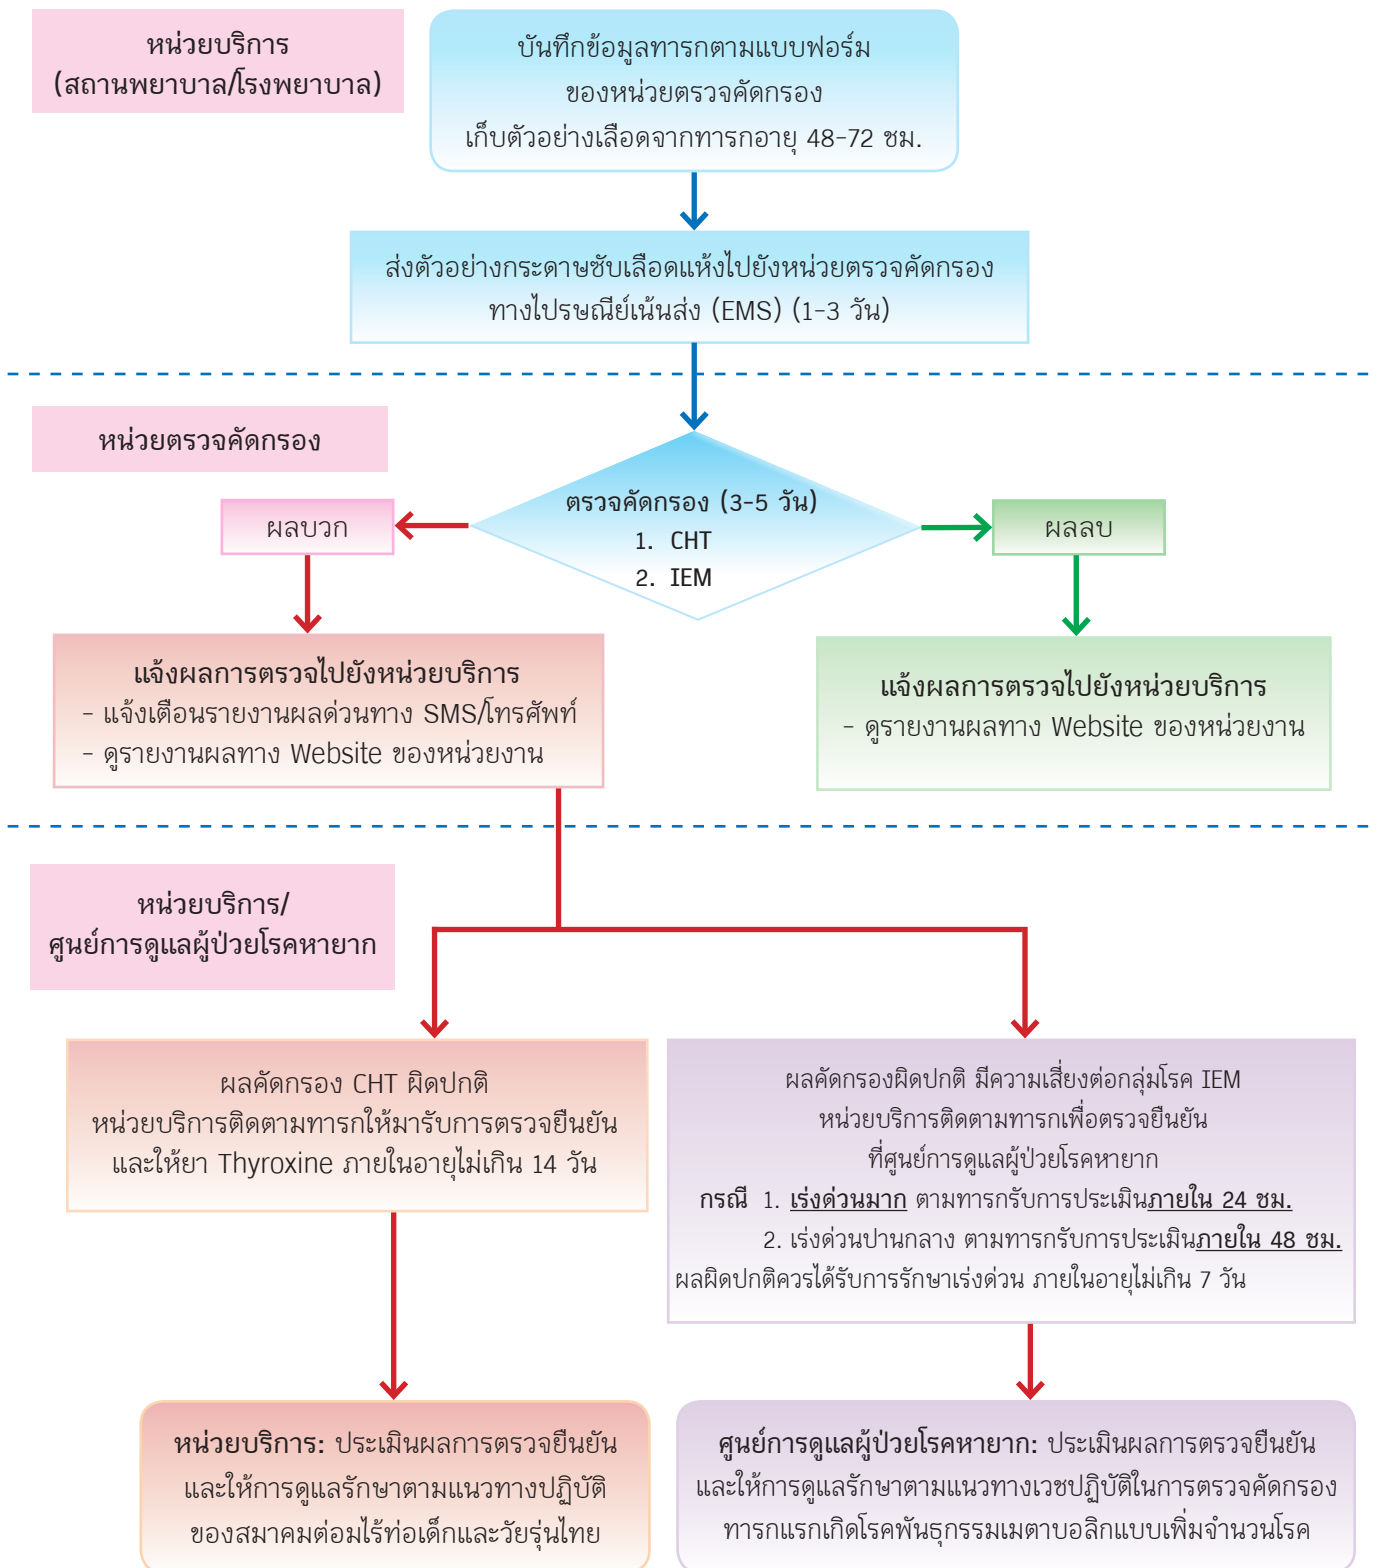 หน่วยบริการ
(สถานพยาบาล/โรงพยาบาล)
บันทึกข้อมูลทารกตามแบบฟอร์ม
ของหน่วยตรวจคัดกรอง
เก็บตัวอย่างเลือดจากทารกอายุ 48-72 ชม.
ส่งตัวอย่างกระดาษซับเลือดแห้งไปยังหน่วยตรวจคัดกรอง
ทางไปรษณีย์เน้นส่ง (EMS) (1-3 วัน)
หน่วยตรวจคัดกรอง
ตรวจคัดกรอง (3-5 วัน)
1. CHT
2. IEM
ผลบวก
ผลลบ
แจ้งผลการตรวจไปยังหน่วยบริการ
- แจ้งเตือนรายงานผลด่วนทาง SMS/โทรศัพท์
- ดูรายงานผลทาง Website ของหน่วยงาน
แจ้งผลการตรวจไปยังหน่วยบริการ
- ดูรายงานผลทาง Website ของหน่วยงาน
หน่วยบริการ/
ศูนย์การดูแลผู้ป่วยโรคหายาก
ผลคัดกรอง CHT ผิดปกติ
หน่วยบริการติดตามทารกให้มารับการตรวจยืนยัน
และให้ยา Thyroxine ภายในอายุไม่เกิน 14 วัน
ผลคัดกรองผิดปกติ มีความเสี่ยงต่อกลุ่มโรค IEM
หน่วยบริการติดตามทารกเพื่อตรวจยืนยัน
ที่ศูนย์การดูแลผู้ป่วยโรคหายาก
กรณี 1. เร่งด่วนมาก ตามทารกรับการประเมินภายใน 24 ชม.
2. เร่งด่วนปานกลาง ตามทารกรับการประเมินภายใน 48 ชม.
ผลผิดปกติควรได้รับการรักษาเร่งด่วน ภายในอายุไม่เกิน 7 วัน
หน่วยบริการ: ประเมินผลการตรวจยืนยัน
และให้การดูแลรักษาตามแนวทางปฏิบัติ
ของสมาคมต่อมไร้ท่อเด็กและวัยรุ่นไทย
ศูนย์การดูแลผู้ป่วยโรคหายาก: ประเมินผลการตรวจยืนยัน
และให้การดูแลรักษาตามแนวทางเวชปฏิบัติในการตรวจคัดกรอง
ทารกแรกเกิดโรคพันธุกรรมเมตาบอลิกแบบเพิ่มจำนวนโรค